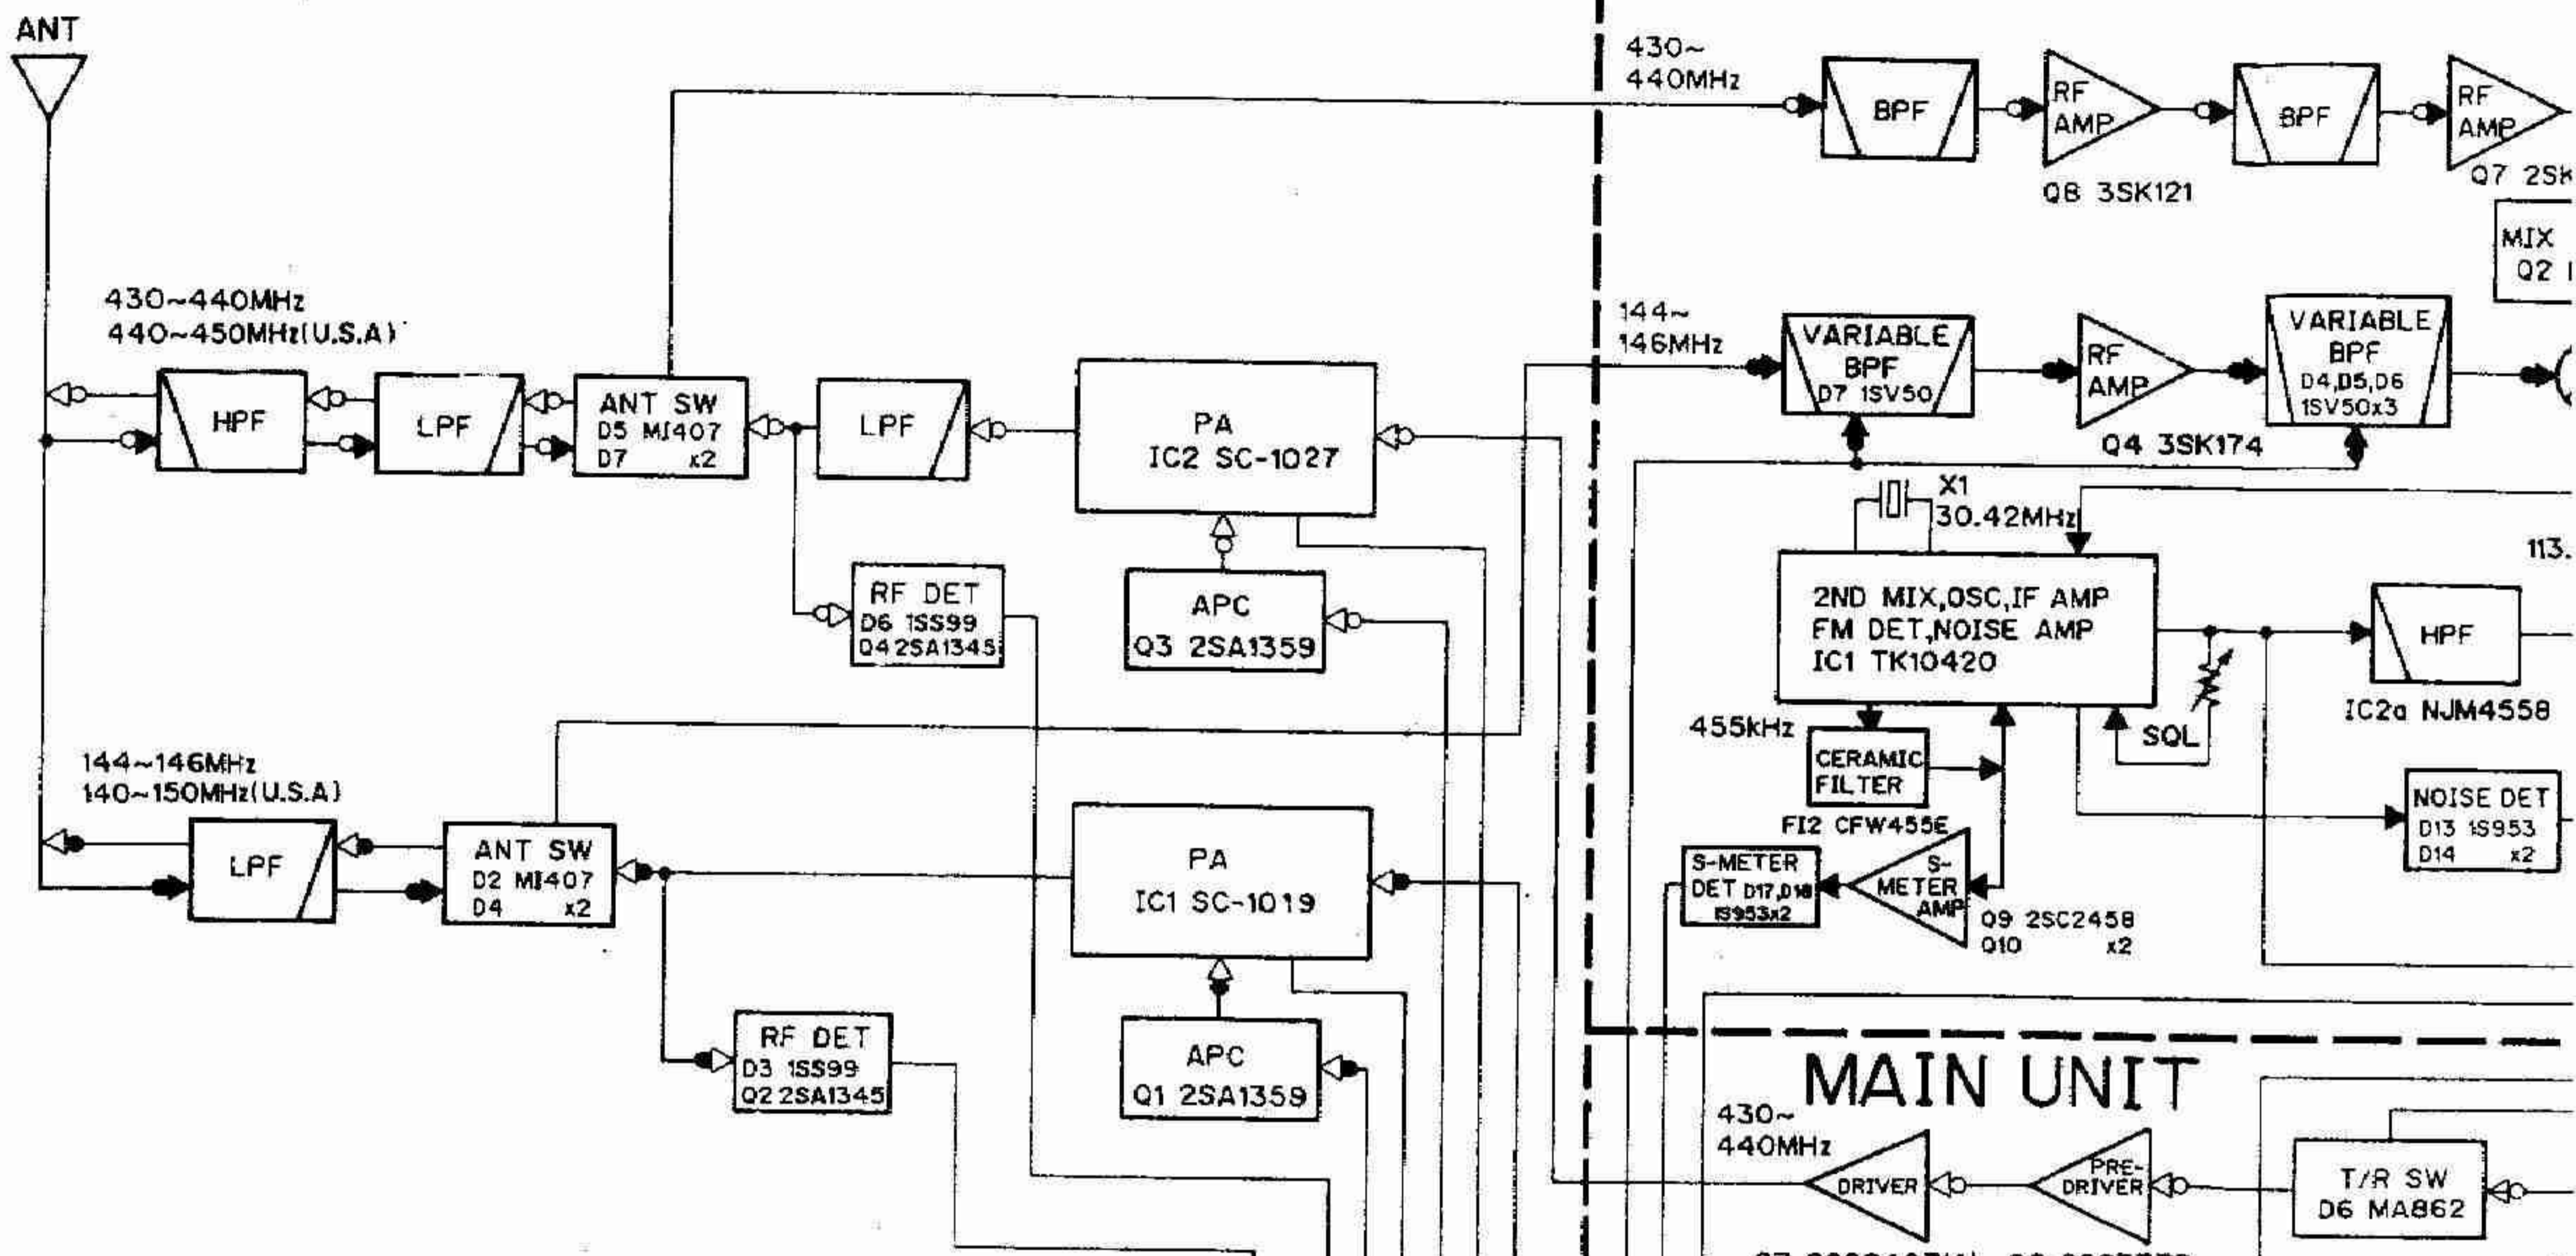 ANT
430~
440MHz
BPF
RF
AMP
BPF
RF
AMP
Q8 3SK121
Q7 2SK
MIX
Q2
430~440MHz
440~450MHz(U.S.A)
HPF
LPF
ANT SW
D5 MI407
D7 x2
LPF
PA
IC2 SC-1027
144~
146MHz
VARIABLE
BPF
D7 1SV50
RF
AMP
VARIABLE
BPF
D4,D5,D6
1SV50x3
Q4 3SK174
X1
30.42MHz
113.
RF DET
D6 1SS99
Q4 2SA1345
APC
Q3 2SA1359
2ND MIX,OSC,IF AMP
FM DET,NOISE AMP
IC1 TK10420
HPF
IC2a NJM4558
SQL
455kHz
CERAMIC
FILTER
FI2 CFW455E
NOISE DET
D13 1S953
D14 x2
144~146MHz
140~150MHz(U.S.A)
LPF
ANT SW
D2 MI407
D4 x2
PA
IC1 SC-1019
S-METER
DET D17,D18
1S953x2
S-
METER
AMP
Q9 2SC2458
Q10 x2
RF DET
D3 1SS99
Q2 2SA1345
APC
Q1 2SA1359
MAIN UNIT
430~
440MHz
DRIVER
PRE-
DRIVER
T/R SW
D6 MA862